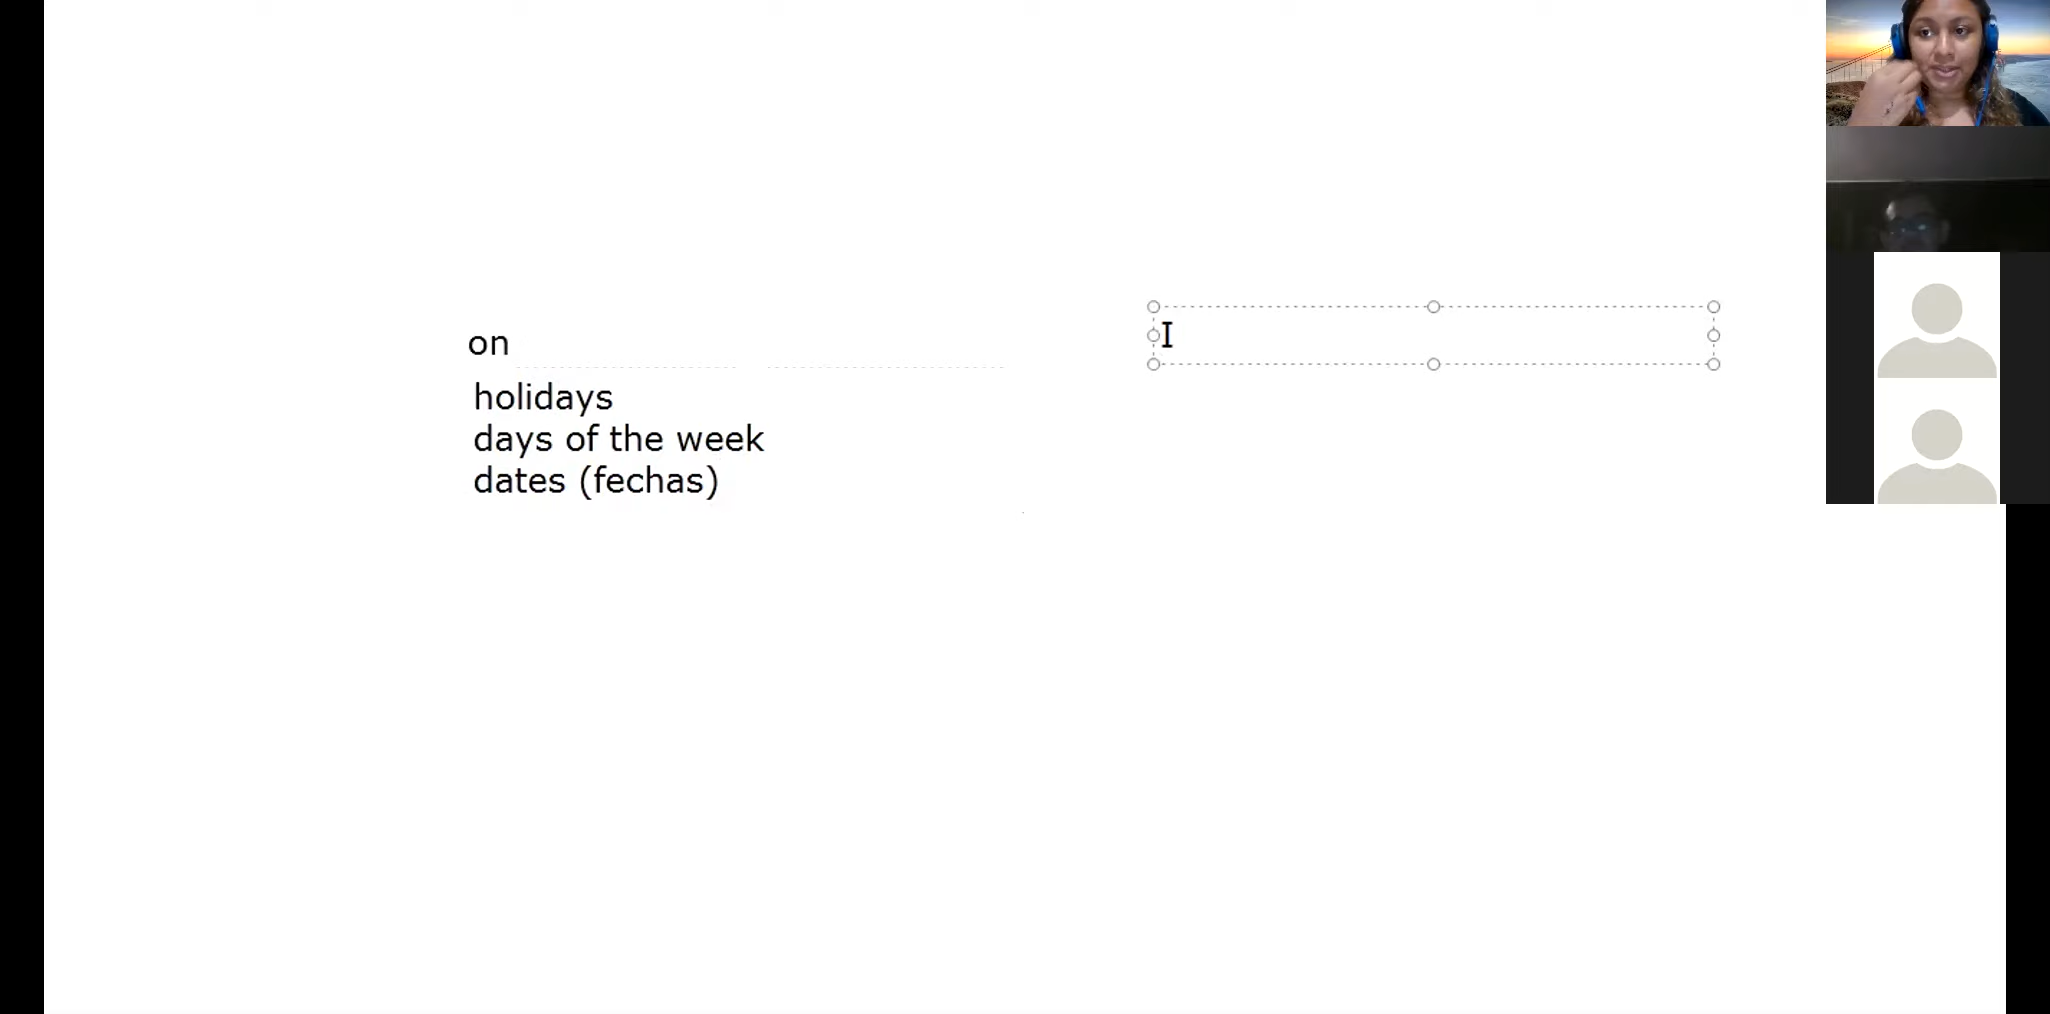 on
holidays
days of the week
dates (fechas)